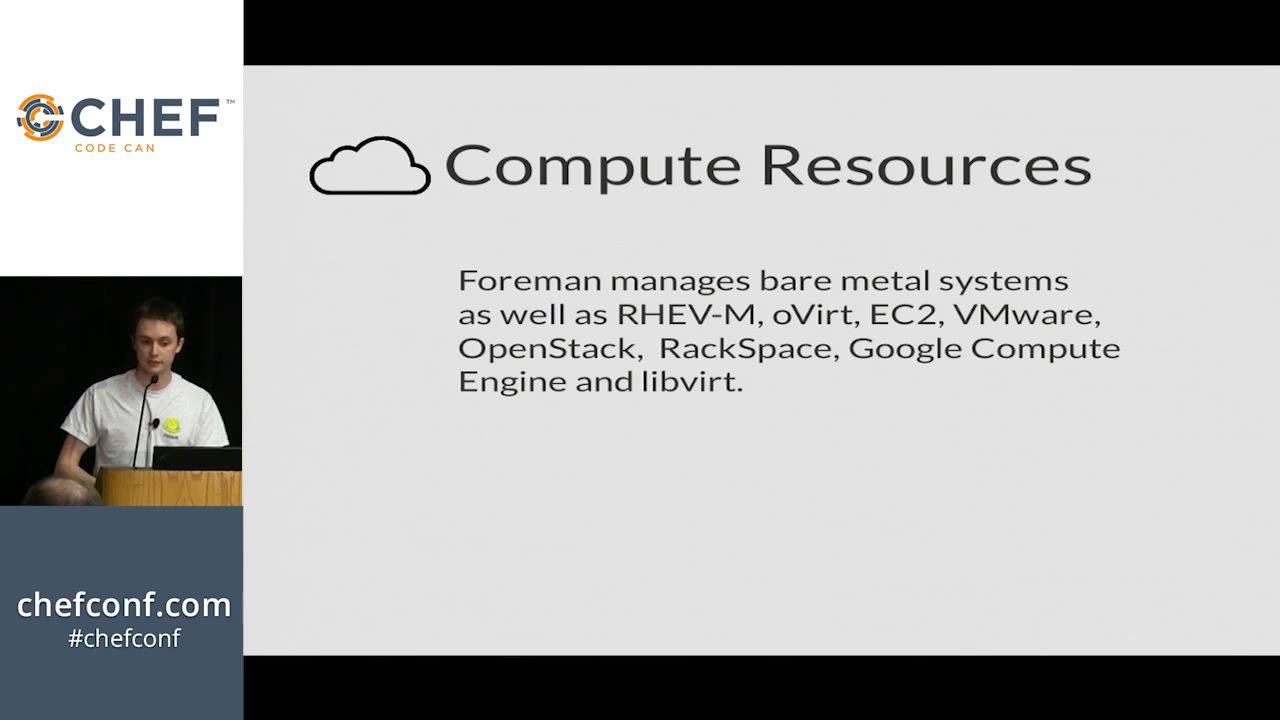 CHEF™
CODE CAN
Compute Resources
Foreman manages bare metal systems
as well as RHEV-M, oVirt, EC2, VMware,
OpenStack, RackSpace, Google Compute
Engine and libvirt.
chefconf.com
#chefconf